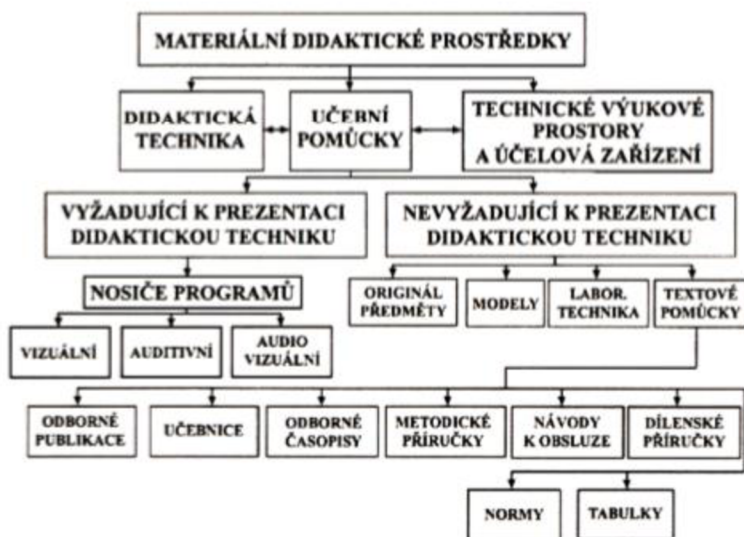 MATERIÁLNÍ DIDAKTICKÉ PROSTŘEDKY
DIDAKTICKÁ
TECHNIKA
UČEBNÍ
POMŮCKY
TECHNICKÉ VÝUKOVÉ
PROSTORY
A ÚČELOVÁ ZAŘÍZENÍ
VYŽADUJÍCÍ K PREZENTACI
DIDAKTICKOU TECHNIKU
NEVYŽADUJÍCÍ K PREZENTACI
DIDAKTICKOU TECHNIKU
NOSIČE PROGRAMŮ
ORIGINÁL
PŘEDMĚTY
MODELY
LABOR.
TECHNIKA
TEXTOVÉ
POMŮCKY
VIZUÁLNÍ
AUDITIVNÍ
AUDIO
VIZUÁLNÍ
ODBORNÉ
PUBLIKACE
UČEBNICE
ODBORNÉ
ČASOPISY
METODICKÉ
PŘÍRUČKY
NÁVODY
K OBSLUZE
DÍLENSKÉ
PŘÍRUČKY
NORMY
TABULKY